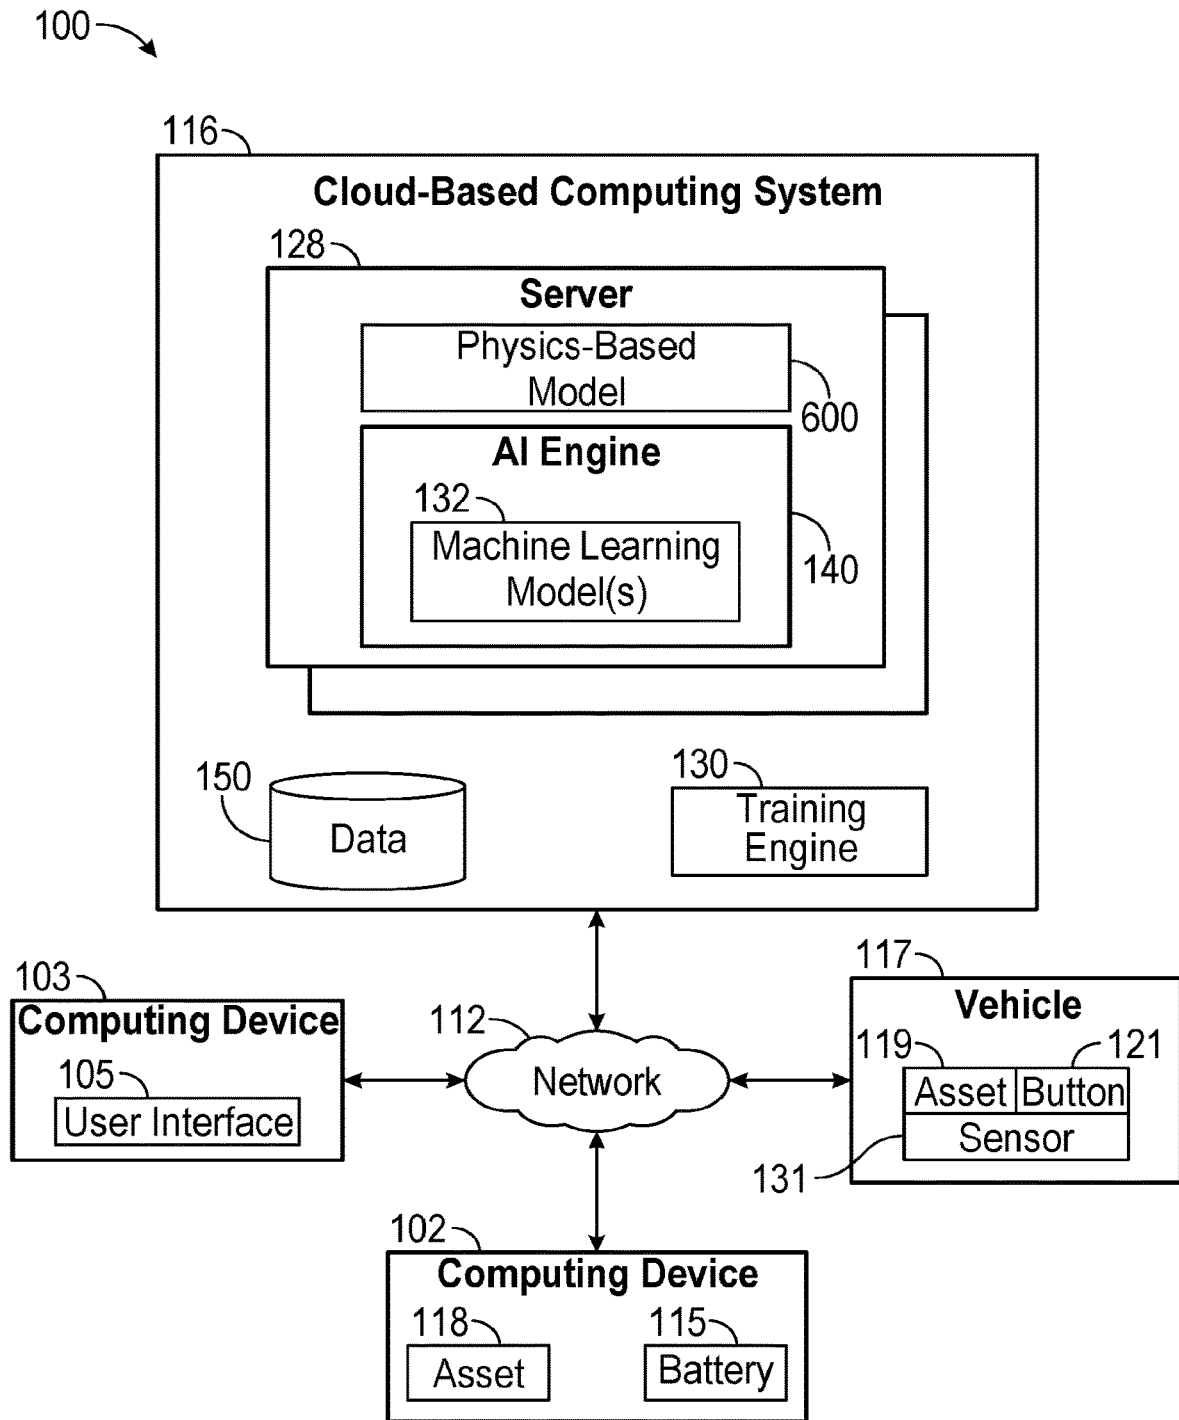 100
116
Cloud-Based Computing System
128
Server
Physics-Based
Model
600
AI Engine
132
Machine Learning
Model(s)
140
150
Data
130
Training
Engine
103
Computing Device
105
User Interface
112
Network
117
Vehicle
119
121
Asset
Button
Sensor
131
102
Computing Device
118
Asset
115
Battery